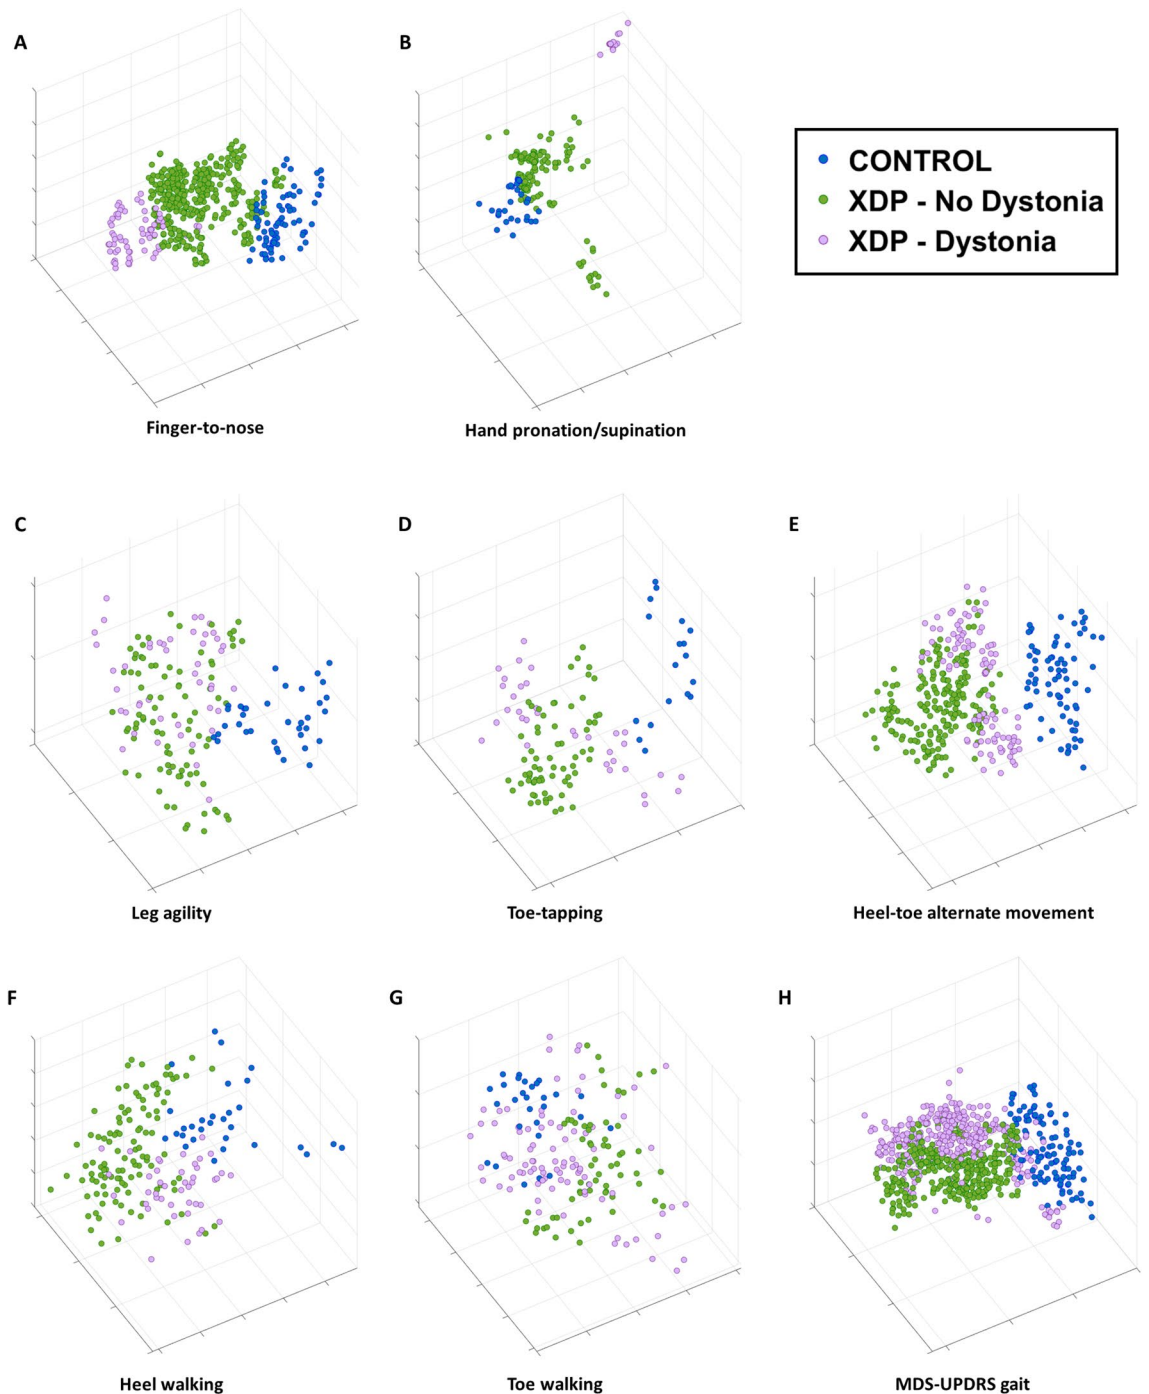 A
B
CONTROL
XDP - No Dystonia
XDP - Dystonia
Finger-to-nose
Hand pronation/supination
C
D
E
Leg agility
Toe-tapping
Heel-toe alternate movement
F
G
H
Heel walking
Toe walking
MDS-UPDRS gait